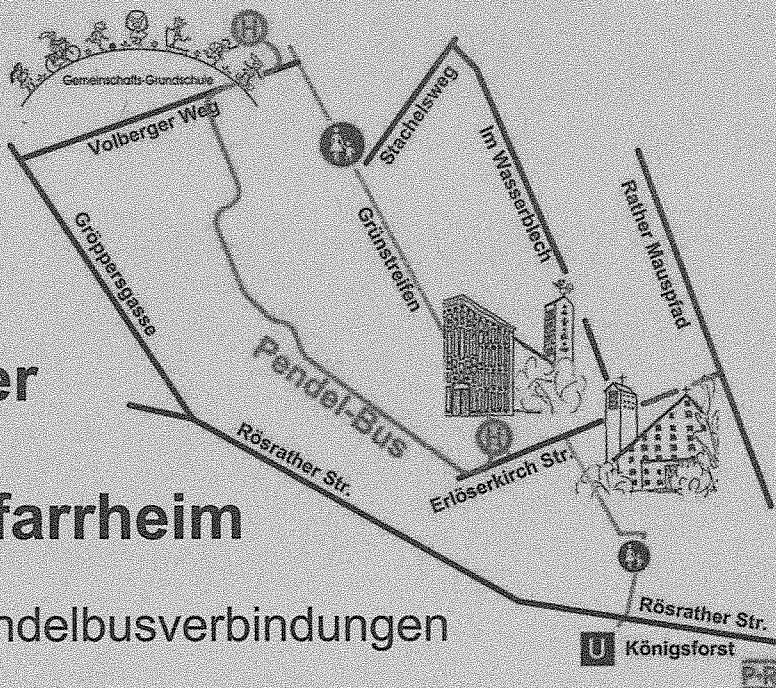 H
Gemeinschafts-Grundschule
Volberger Weg
Stachelsweg
Im Wasserblech
Rather Mauspfad
Grünstreifen
Gröppersgasse
Pendel-Bus
er
H
Rösrather Str.
Erlöserkirch Str.
farrheim
ndelbusverbindungen
Rösrather Str.
U Königsforst
P+R